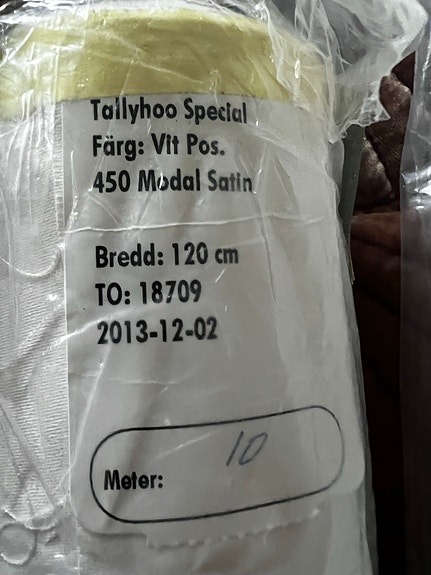 Tallyhoo Special
Färg: Vit Pos.
450 Modal Satin
Bredd: 120 cm
TO: 18709
2013-12-02
10
Meter: